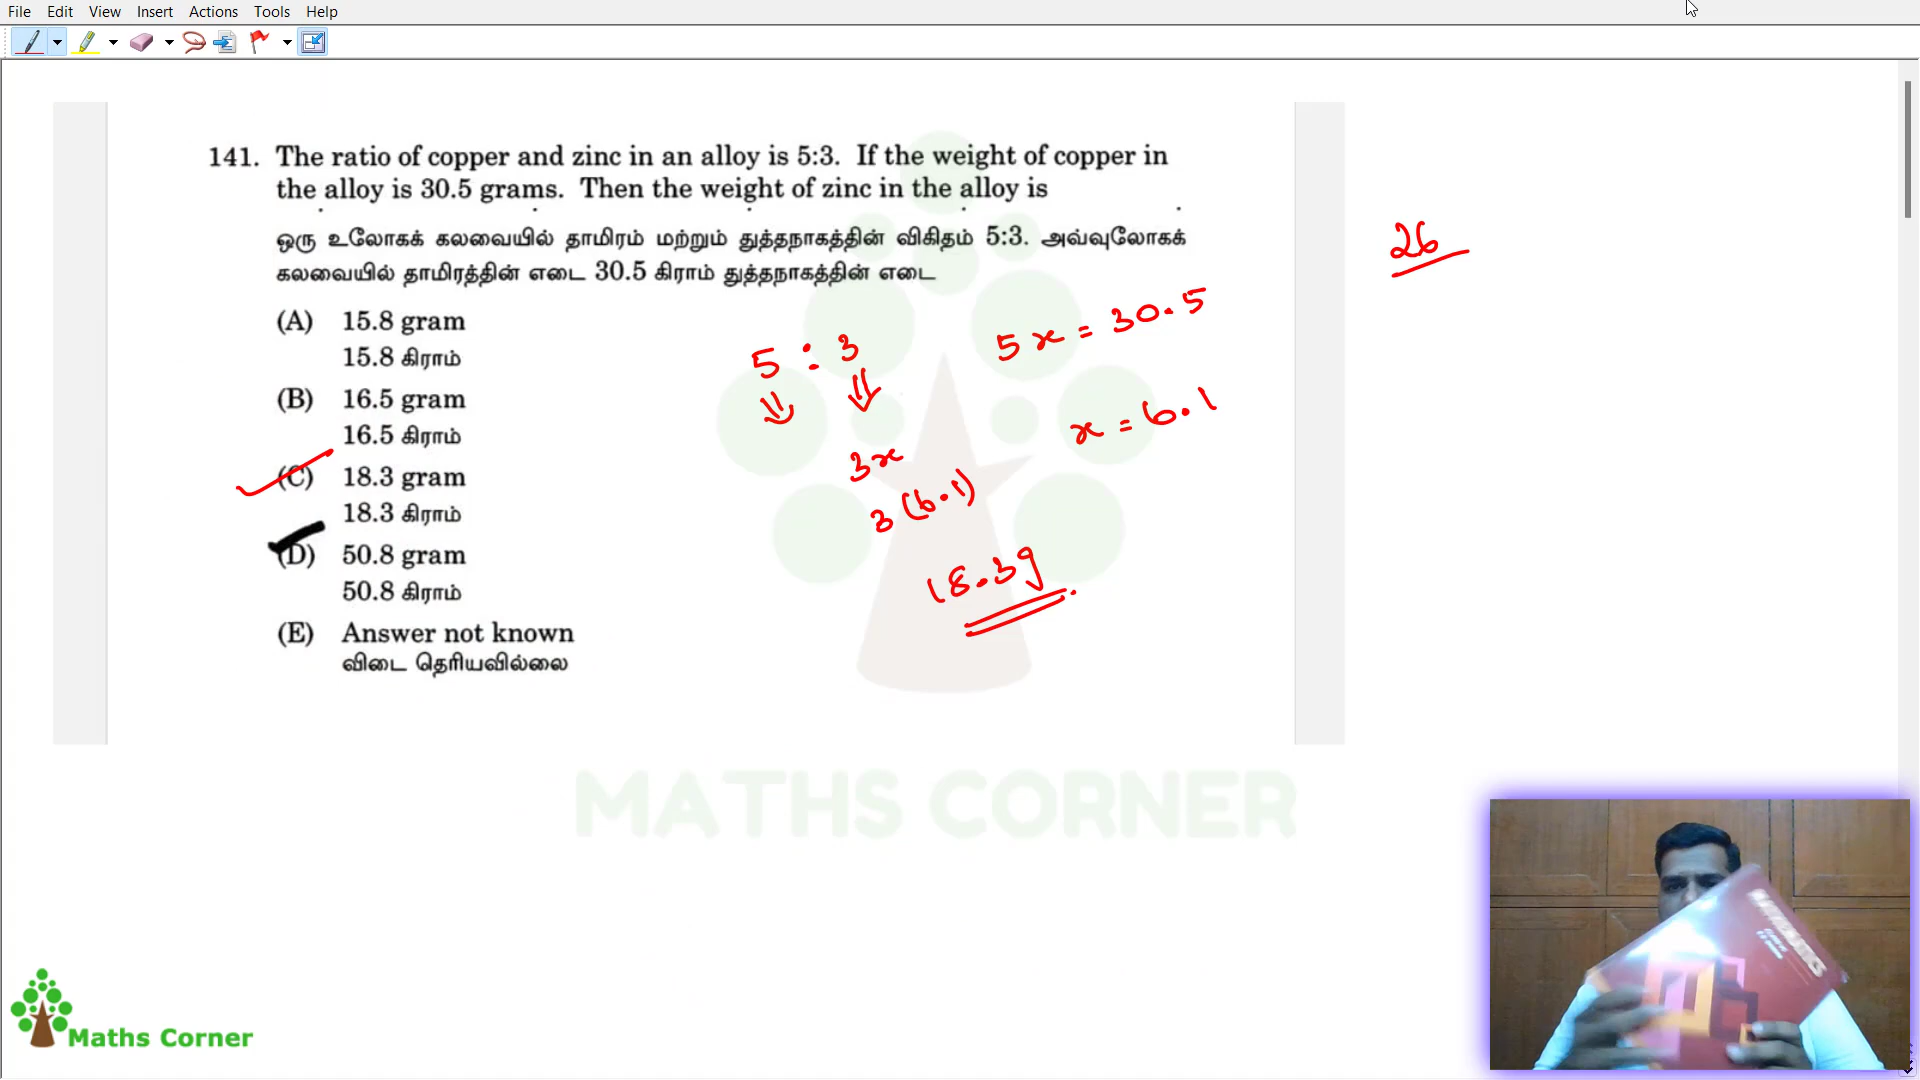 File Edit View Insert Actions Tools Help
141. The ratio of copper and zinc in an alloy is 5:3. If the weight of copper in
the alloy is 30.5 grams. Then the weight of zinc in the alloy is
ஒரு உலோகக் கலவையில் தாமிரம் மற்றும் துத்தநாகத்தின் விகிதம் 5:3. அவ்வுலோகக்
கலவையில் தாமிரத்தின் எடை 30.5 கிராம் துத்தநாகத்தின் எடை
(A) 15.8 gram
15.8 கிராம்
(B) 16.5 gram
16.5 கிராம்
(C) 18.3 gram
18.3 கிராம்
(D) 50.8 gram
50.8 கிராம்
(E) Answer not known
விடை தெரியவில்லை
5 : 3
3x
3 (6.1)
18.3g
5x = 30.5
x = 6.1
26
MATHS CORNER
Maths Corner